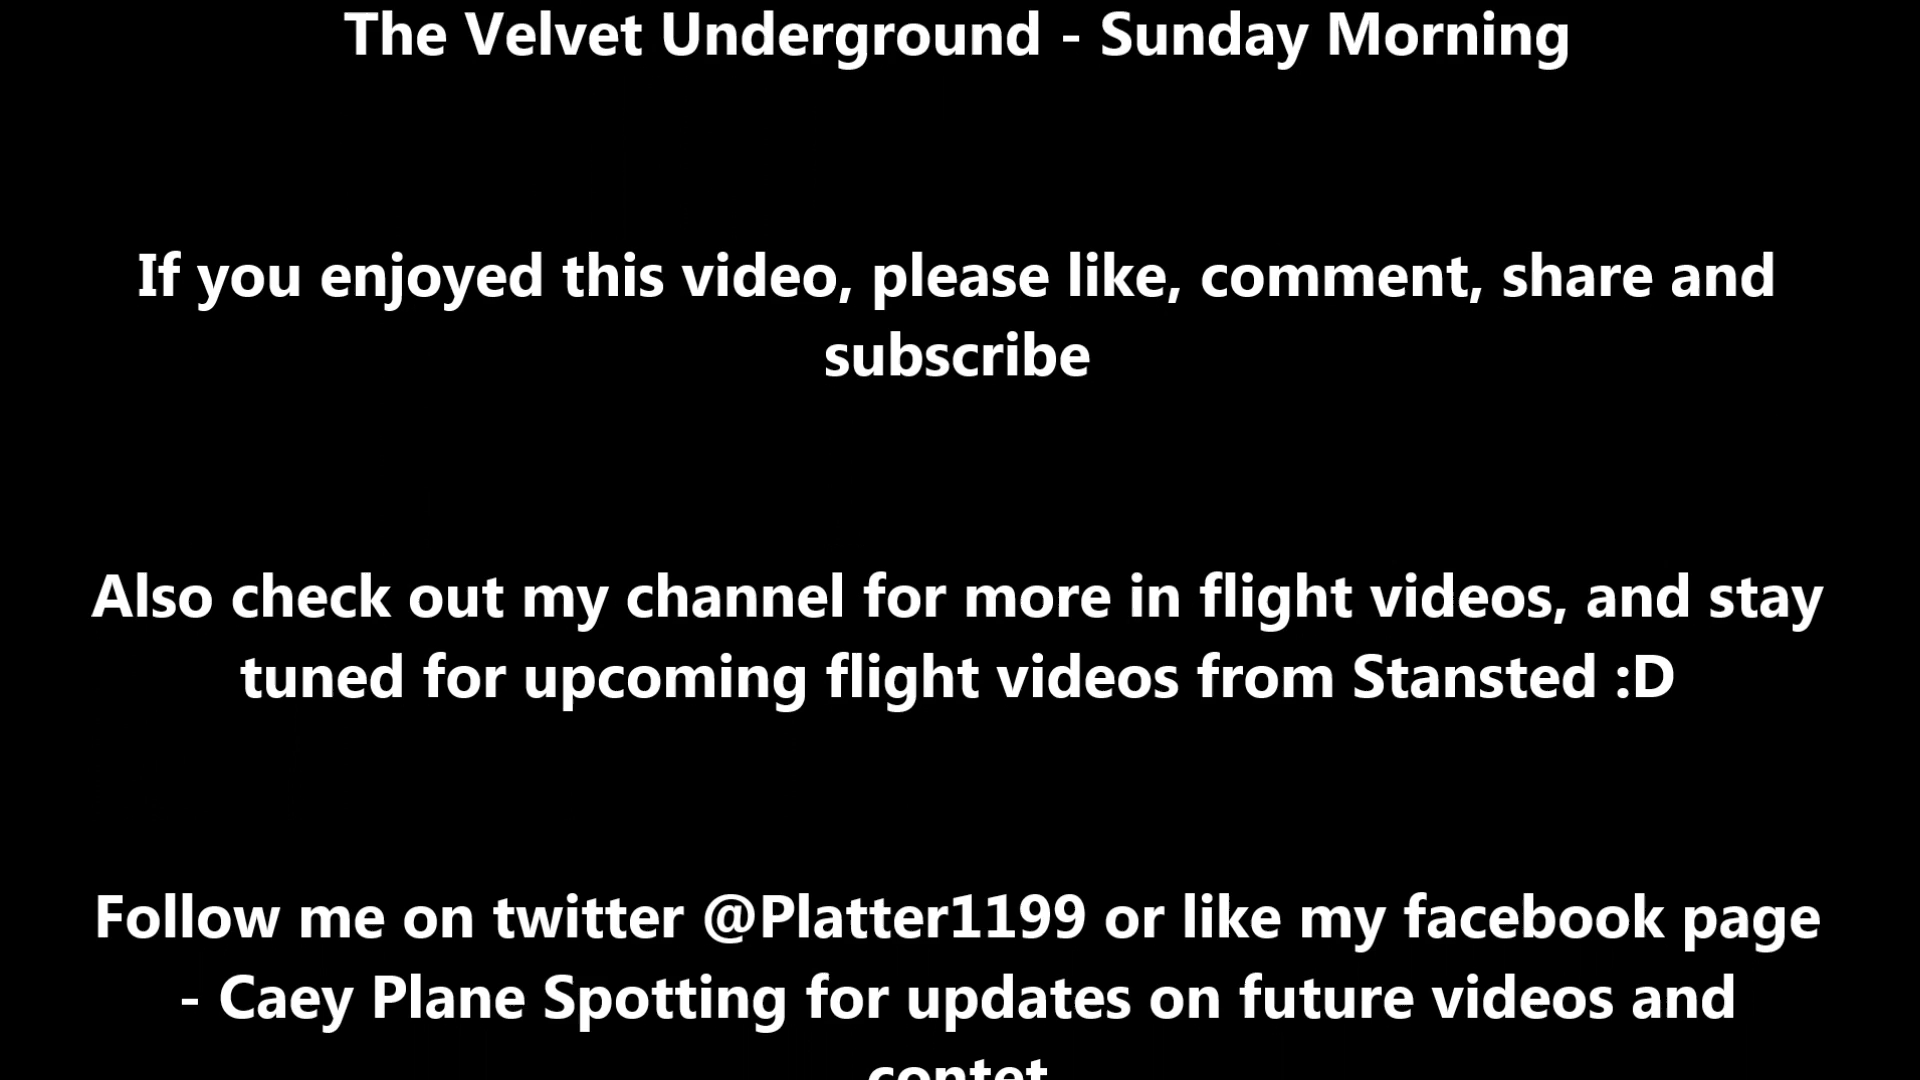 The Velvet Underground - Sunday Morning
If you enjoyed this video, please like, comment, share and
subscribe
Also check out my channel for more in flight videos, and stay
tuned for upcoming flight videos from Stansted :D
Follow me on twitter @Platter1199 or like my facebook page
- Caey Plane Spotting for updates on future videos and
contet